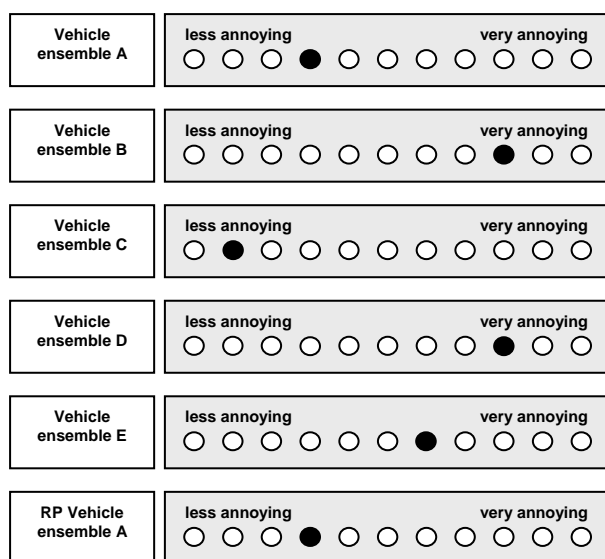 Vehicle
ensemble A
less annoying very annoying
Vehicle
ensemble B
less annoying very annoying
Vehicle
ensemble C
less annoying very annoying
Vehicle
ensemble D
less annoying very annoying
Vehicle
ensemble E
less annoying very annoying
RP Vehicle
ensemble A
less annoying very annoying